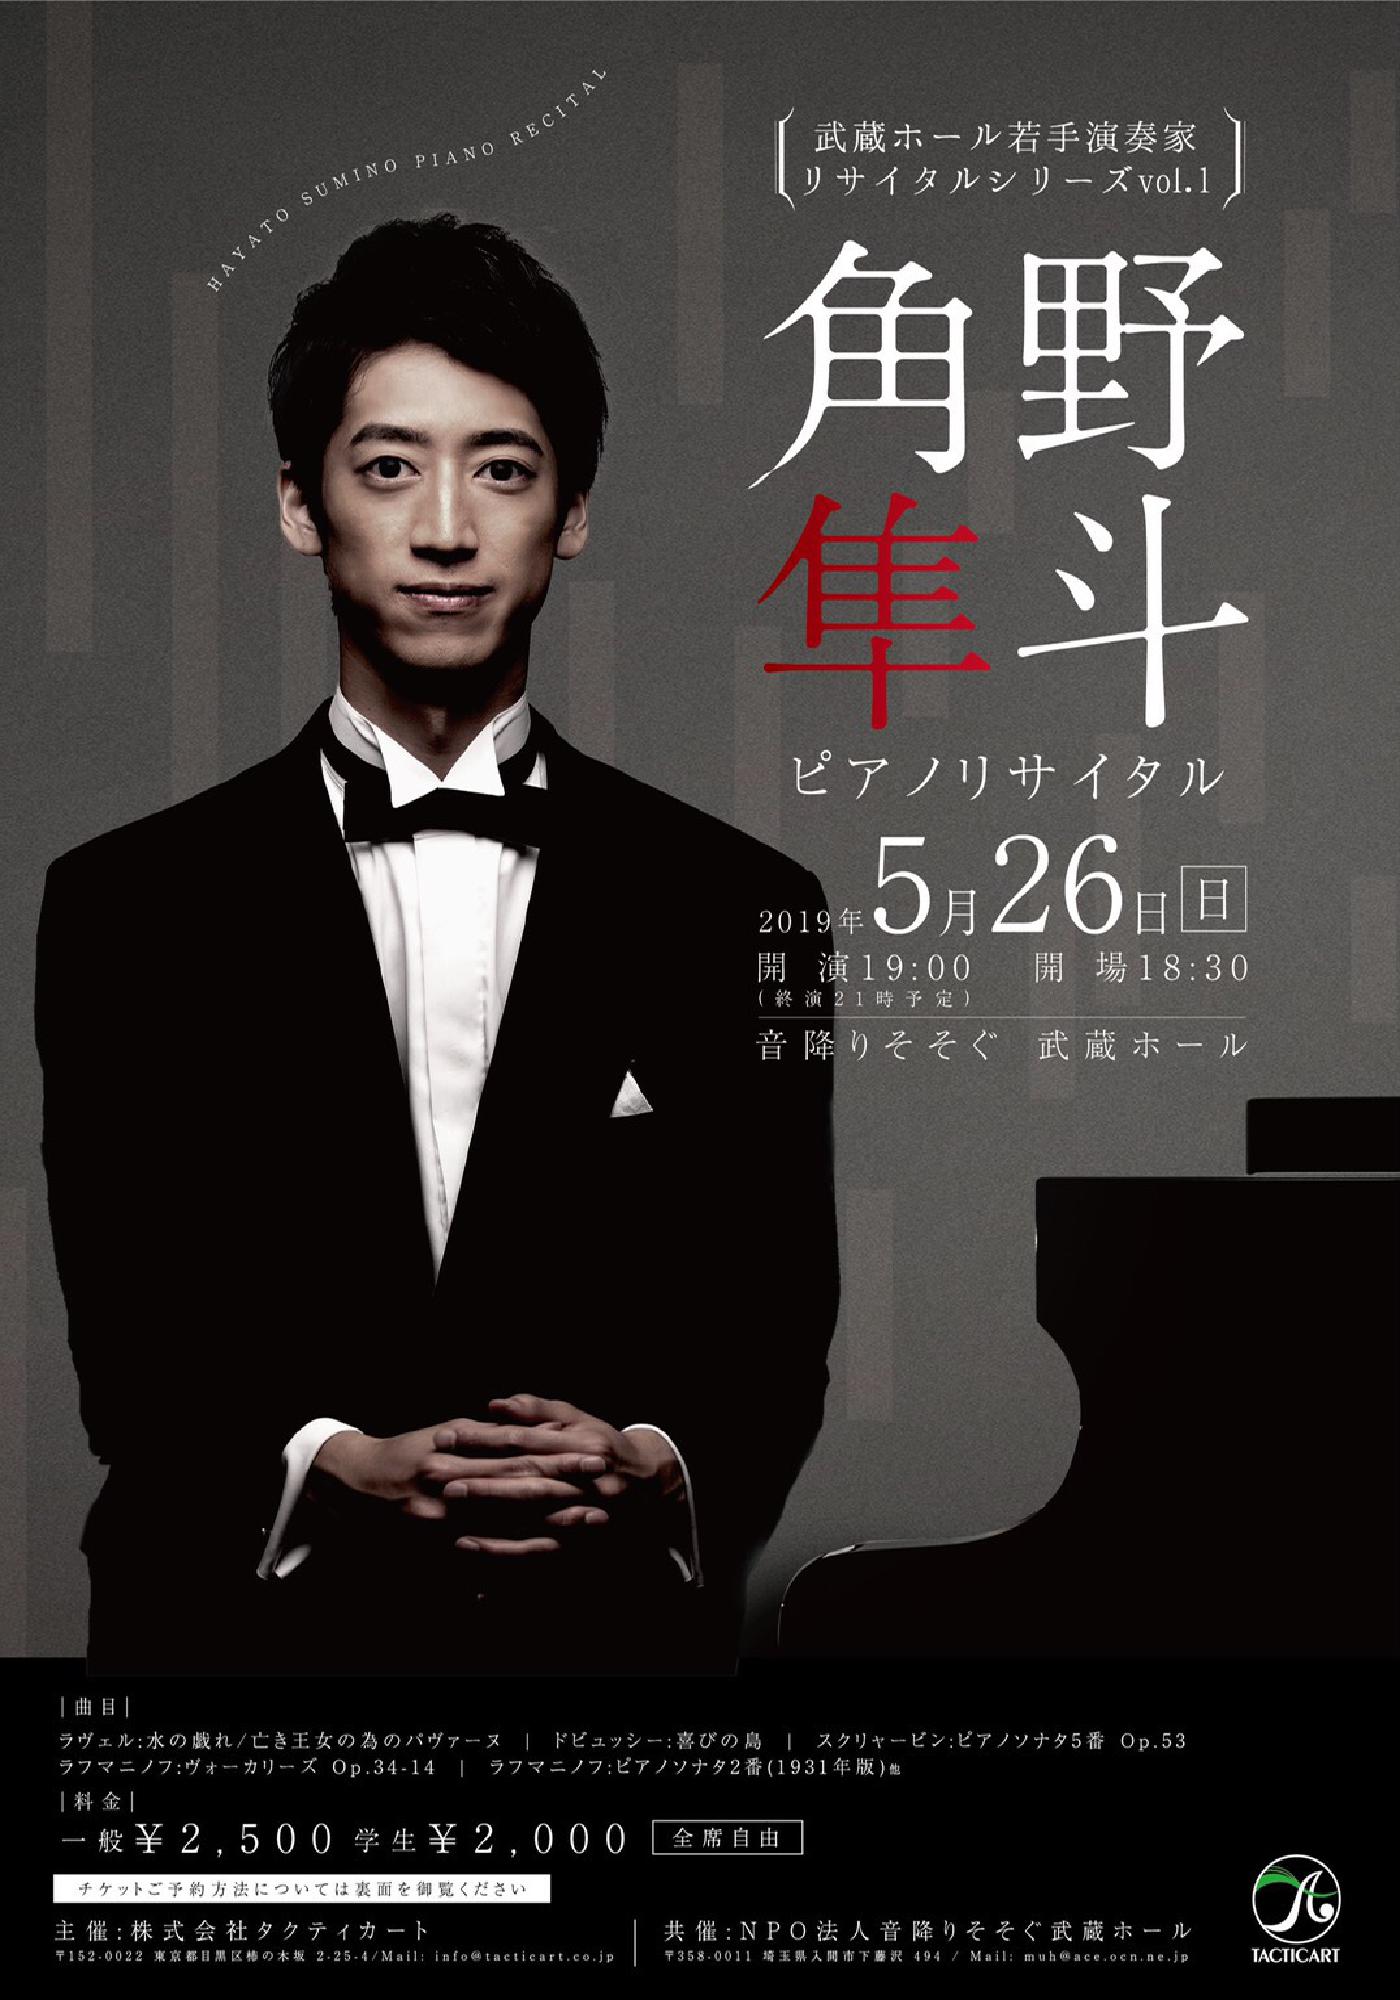 HAYATO SUMINO PIANO RECITAL
武蔵ホール若手演奏家
リサイタルシリーズvol.1
角野
隼斗
ピアノリサイタル
2019年5月26日 日
開演19:00 開場18:30
(終演21時予定)
音降りそそぐ 武蔵ホール
|曲目|
ラヴェル:水の戯れ/亡き王女の為のパヴァーヌ | ドビュッシー:喜びの島 | スクリャービン:ピアノソナタ5番 Op.53
ラフマニノフ:ヴォーカリーズ Op.34-14 | ラフマニノフ:ピアノソナタ2番(1931年版)他
|料金|
一般¥2,500 学生¥2,000 全席自由
チケットご予約方法については裏面を御覧ください
主催:株式会社タクティカート
〒152-0022 東京都目黒区柿の木坂 2-25-4/Mail: info@tacticart.co.jp
共催:NPO法人音降りそそぐ武蔵ホール
〒358-0011 埼玉県入間市下藤沢 494 / Mail: muh@ace.ocn.ne.jp
TACTICART